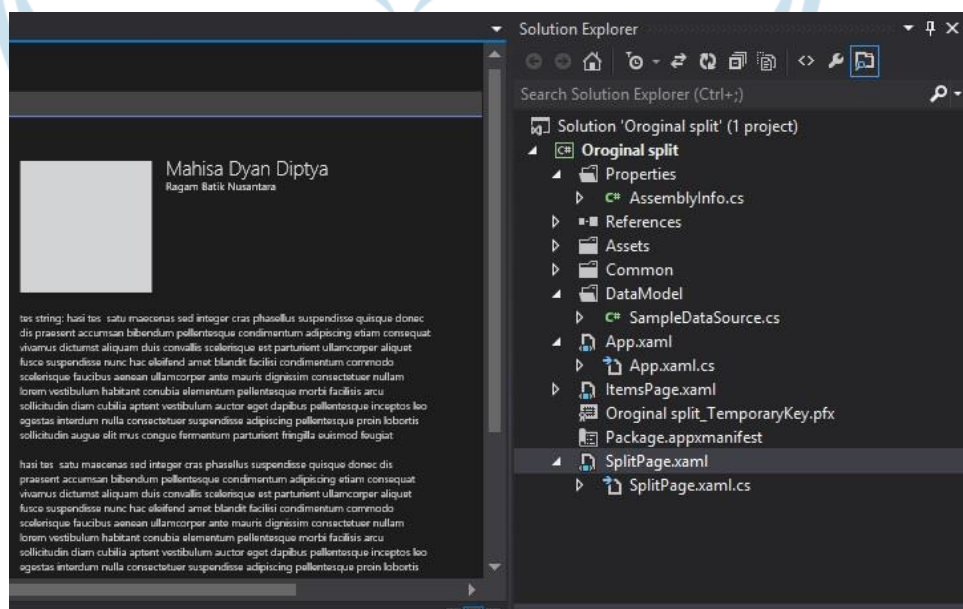 Solution Explorer
Search Solution Explorer (Ctrl+;)
Solution 'Oroginal split' (1 project)
C# Oroginal split
Properties
C# AssemblyInfo.cs
References
Assets
Common
DataModel
C# SampleDataSource.cs
App.xaml
App.xaml.cs
ItemsPage.xaml
Oroginal split_TemporaryKey.pfx
Package.appxmanifest
SplitPage.xaml
SplitPage.xaml.cs
Mahisa Dyan Diptya
Ragam Batik Nusantara
tes string: hasi tes satu maecenas sed integer cras phasellus suspendisse quisque donec
dis praesent accumsan bibendum pellentesque condimentum adipiscing etiam consequat
vivamus dictumst aliquam duis convallis scelerisque est parturient ullamcorper aliquet
fusce suspendisse nunc hac eleifend amet blandit facilisi condimentum commodo
scelerisque faucibus aenean ullamcorper ante mauris dignissim consectetuer nullam
lorem vestibulum habitant conubia elementum pellentesque morbi facilisis arcu
sollicitudin diam cubilia aptent vestibulum auctor eget dapibus pellentesque inceptos leo
egestas interdum nulla consectetuer suspendisse adipiscing pellentesque proin lobortis
sollicitudin augue elit mus congue fermentum parturient fringilla euismod feugiat
hasi tes satu maecenas sed integer cras phasellus suspendisse quisque donec dis
praesent accumsan bibendum pellentesque condimentum adipiscing etiam consequat
vivamus dictumst aliquam duis convallis scelerisque est parturient ullamcorper aliquet
fusce suspendisse nunc hac eleifend amet blandit facilisi condimentum commodo
scelerisque faucibus aenean ullamcorper ante mauris dignissim consectetuer nullam
lorem vestibulum habitant conubia elementum pellentesque morbi facilisis arcu
sollicitudin diam cubilia aptent vestibulum auctor eget dapibus pellentesque inceptos leo
egestas interdum nulla consectetuer suspendisse adipiscing pellentesque proin lobortis